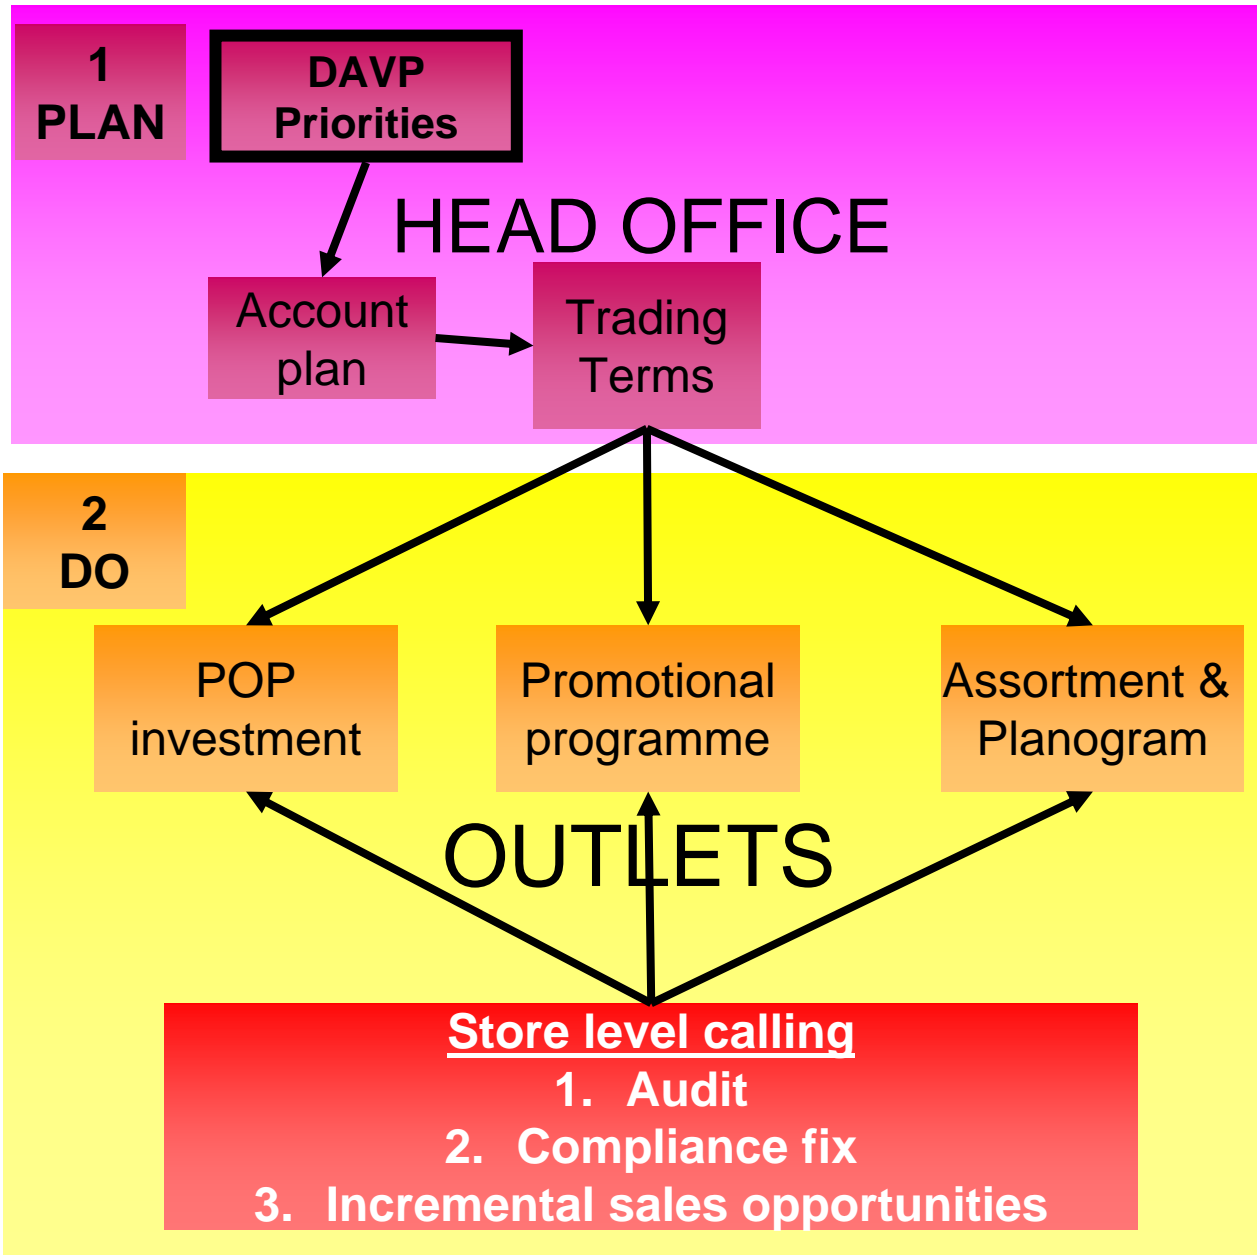 1
PLAN
DAVP
Priorities
HEAD OFFICE
Account
plan
Trading
Terms
2
DO
POP
investment
Promotional
programme
Assortment &
Planogram
OUTLETS
Store level calling
1. Audit
2. Compliance fix
3. Incremental sales opportunities